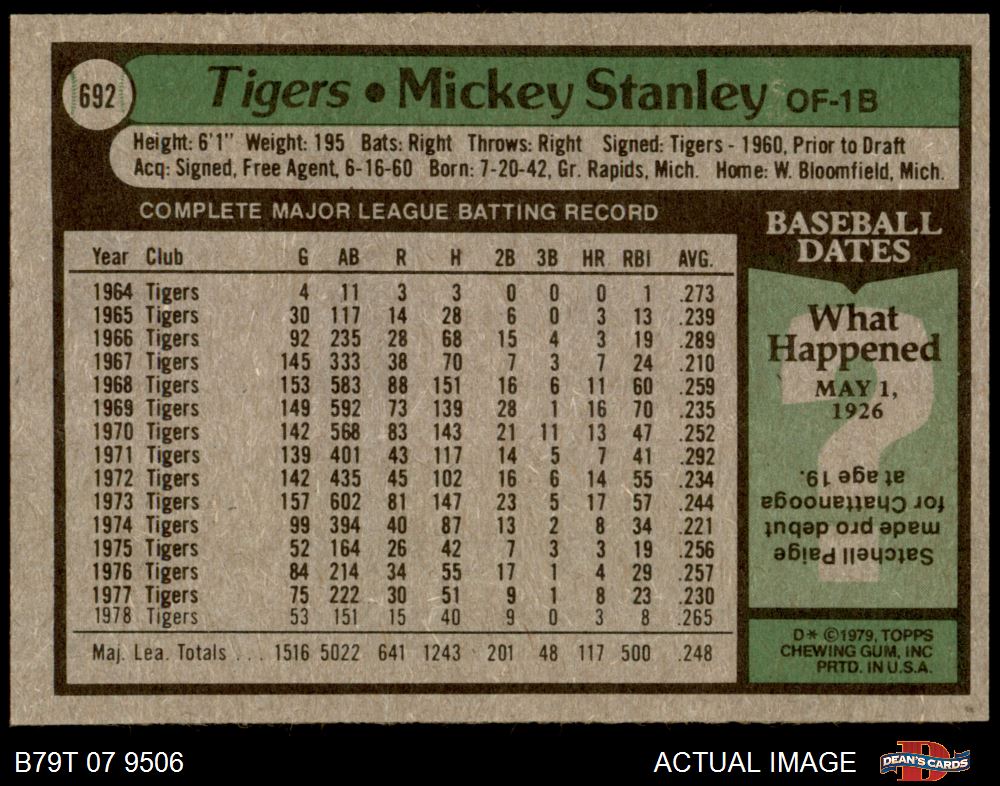 692
Tigers • Mickey Stanley OF-1B
Height: 6'1" Weight: 195 Bats: Right Throws: Right Signed: Tigers - 1960, Prior to Draft
Acq: Signed, Free Agent, 6-16-60 Born: 7-20-42, Gr. Rapids, Mich. Home: W. Bloomfield, Mich.
COMPLETE MAJOR LEAGUE BATTING RECORD
Year Club G AB R H 2B 3B HR RBI AVG.
1964 Tigers 4 11 3 3 0 0 0 1 .273
1965 Tigers 30 117 14 28 6 0 3 13 .239
1966 Tigers 92 235 28 68 15 4 3 19 .289
1967 Tigers 145 333 38 70 7 3 7 24 .210
1968 Tigers 153 583 88 151 16 6 11 60 .259
1969 Tigers 149 592 73 139 28 1 16 70 .235
1970 Tigers 142 568 83 143 21 11 13 47 .252
1971 Tigers 139 401 43 117 14 5 7 41 .292
1972 Tigers 142 435 45 102 16 6 14 55 .234
1973 Tigers 157 602 81 147 23 5 17 57 .244
1974 Tigers 99 394 40 87 13 2 8 34 .221
1975 Tigers 52 164 26 42 7 3 3 19 .256
1976 Tigers 84 214 34 55 17 1 4 29 .257
1977 Tigers 75 222 30 51 9 1 8 23 .230
1978 Tigers 53 151 15 40 9 0 3 8 .265
Maj. Lea. Totals ... 1516 5022 641 1243 201 48 117 500 .248
BASEBALL
DATES
What
Happened
MAY 1,
1926
?
Satchell Paige
made pro debut
for Chattanooga
at age 19.
D* ©1979, TOPPS
CHEWING GUM, INC
PRTD. IN U.S.A.
B79T 07 9506
ACTUAL IMAGE
D
DEAN'S CARDS